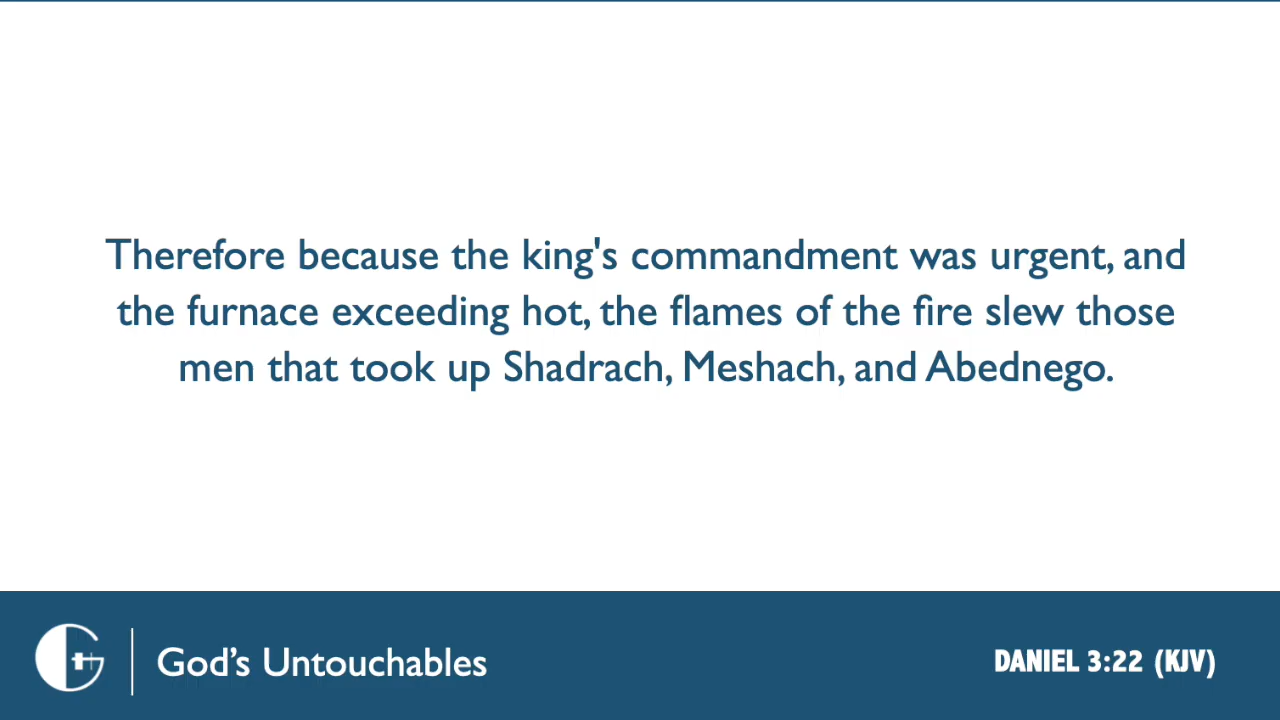 Therefore because the king's commandment was urgent, and
the furnace exceeding hot, the flames of the fire slew those
men that took up Shadrach, Meshach, and Abednego.
God’s Untouchables
DANIEL 3:22 (KJV)